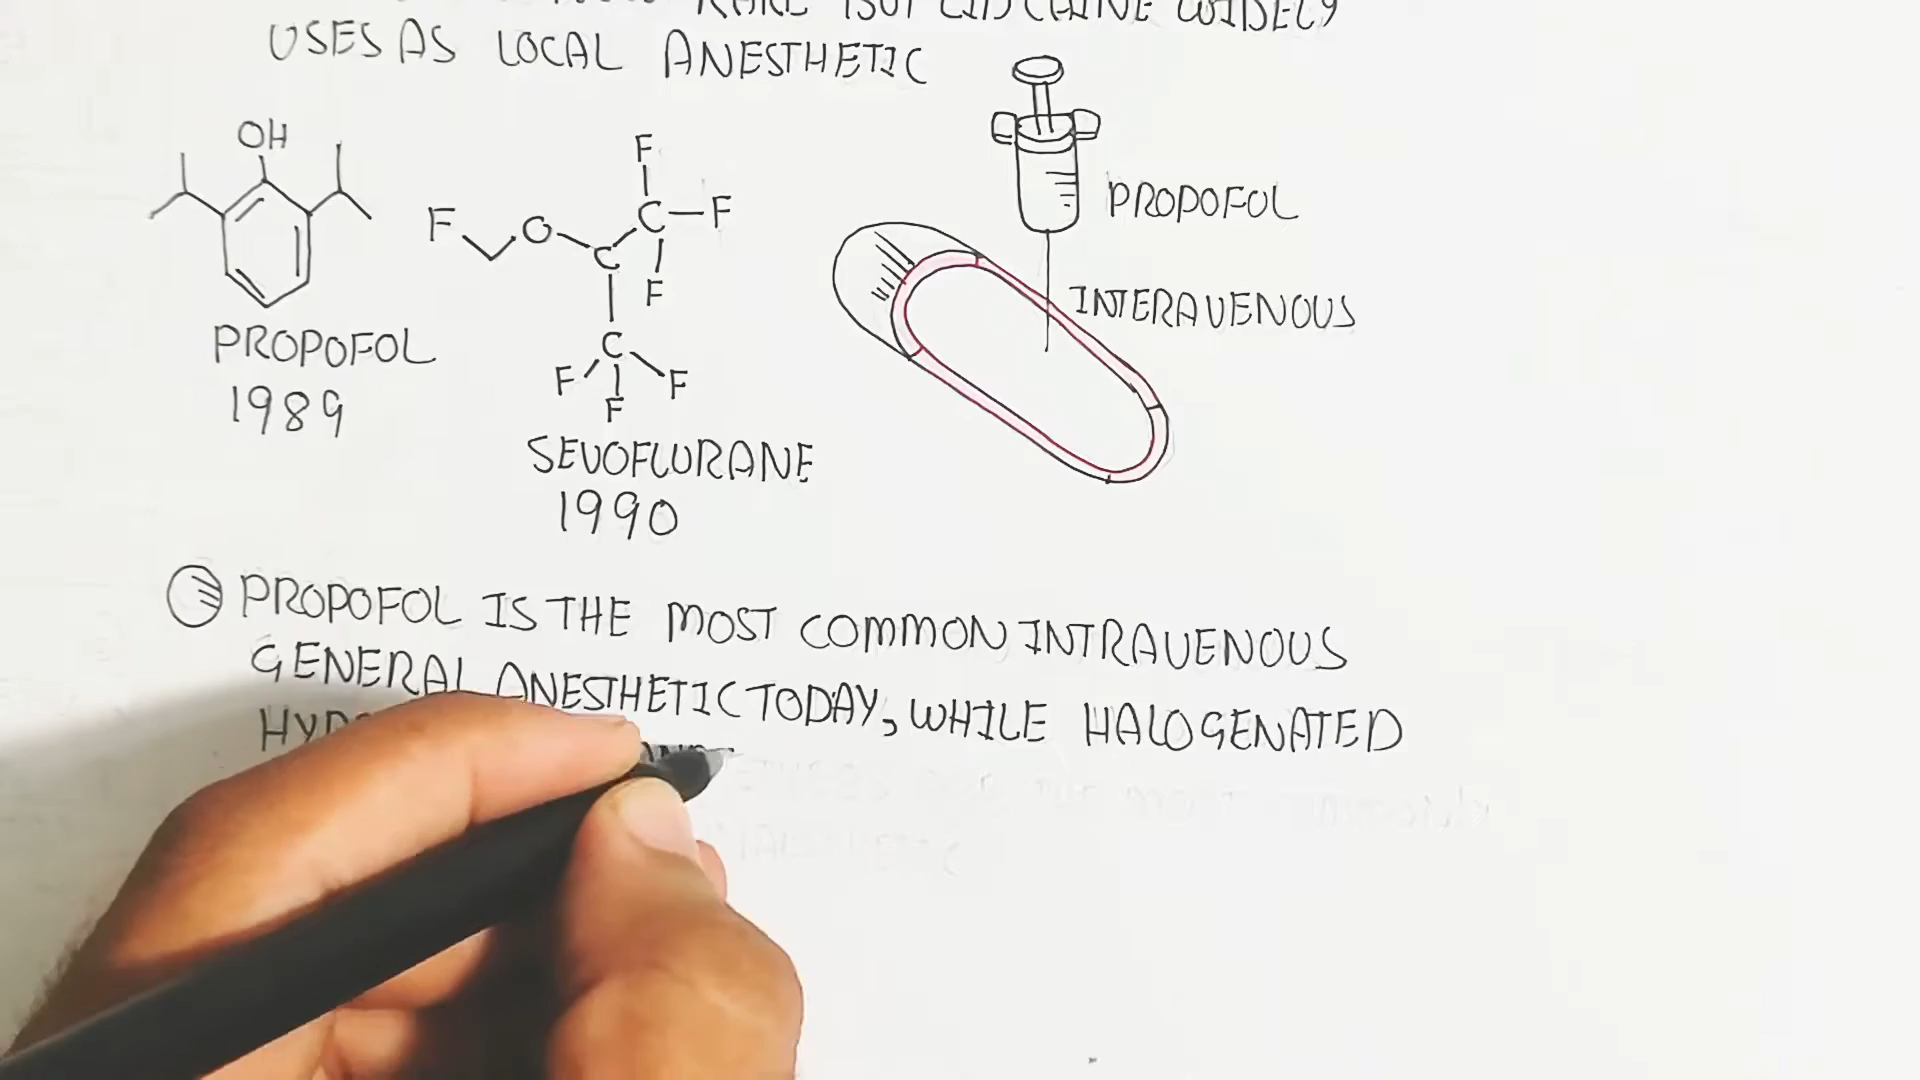 USES AS LOCAL ANESTHETIC
OH
PROPOFOL
1989
F
F O C C F
F
C
F F F
SEVOFLURANE
1990
PROPOFOL
INTERAVENOUS
PROPOFOL IS THE MOST COMMON INTRAVENOUS
GENERAL ANESTHETIC TODAY, WHILE HALOGENATED